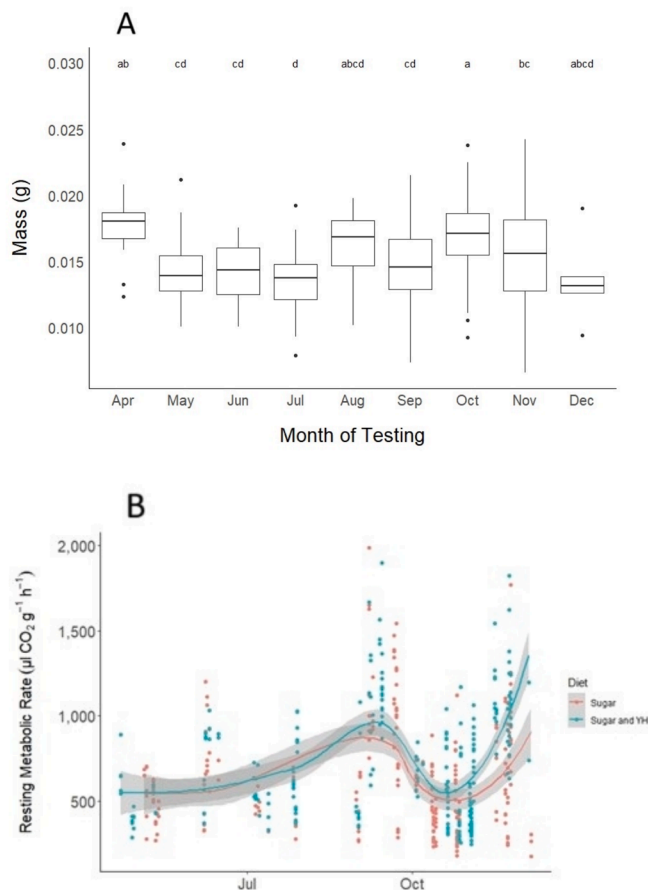 A
0.030
0.025
0.020
0.015
0.010
Mass (g)
ab cd cd d abcd cd a bc abcd
Apr May Jun Jul Aug Sep Oct Nov Dec
Month of Testing
B
2,000
1,500
1,000
500
Resting Metabolic Rate (µl CO₂ g⁻¹ h⁻¹)
Jul Oct
Diet
Sugar
Sugar and YH